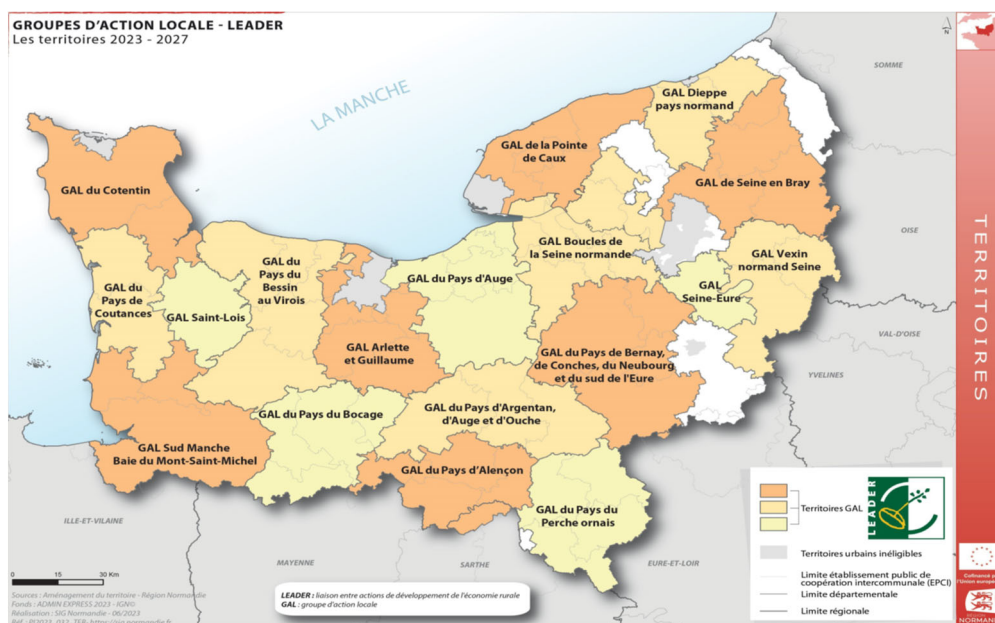 GROUPES D'ACTION LOCALE - LEADER
Les territoires 2023 - 2027
LA MANCHE
SOMME
GAL Dieppe
pays normand
GAL de la Pointe
de Caux
GAL du Cotentin
GAL de Seine en Bray
OISE
GAL Boucles de
la Seine normande
GAL Vexin
normand Seine
GAL du
Pays du
Bessin
au Virois
GAL du Pays d'Auge
GAL
Seine-Eure
GAL du
Pays de
Coutances
GAL Saint-Lois
VAL-D'OISE
GAL Arlette
et Guillaume
GAL du Pays de Bernay,
de Conches, du Neubourg
et du sud de l'Eure
YVELINES
GAL du Pays du Bocage
GAL du Pays d'Argentan,
d'Auge et d'Ouche
GAL Sud Manche
Baie du Mont-Saint-Michel
GAL du Pays d'Alençon
GAL du Pays du
Perche ornais
ILLE-ET-VILAINE
MAYENNE
SARTHE
EURE-ET-LOIR
TERRITOIRES
Territoires GAL
LEADER
Territoires urbains inéligibles
Limite établissement public de
coopération intercommunale (EPCI)
Limite départementale
Limite régionale
0 15 30 Km
Sources : Aménagement du territoire - Région Normandie
Fonds : ADMIN EXPRESS 2023 - IGN©
Réalisation : SIG Normandie - 06/2023
LEADER : liaison entre actions de développement de l'économie rurale
GAL : groupe d'action locale
Cofinancé p
l'Union europé
NORMAN